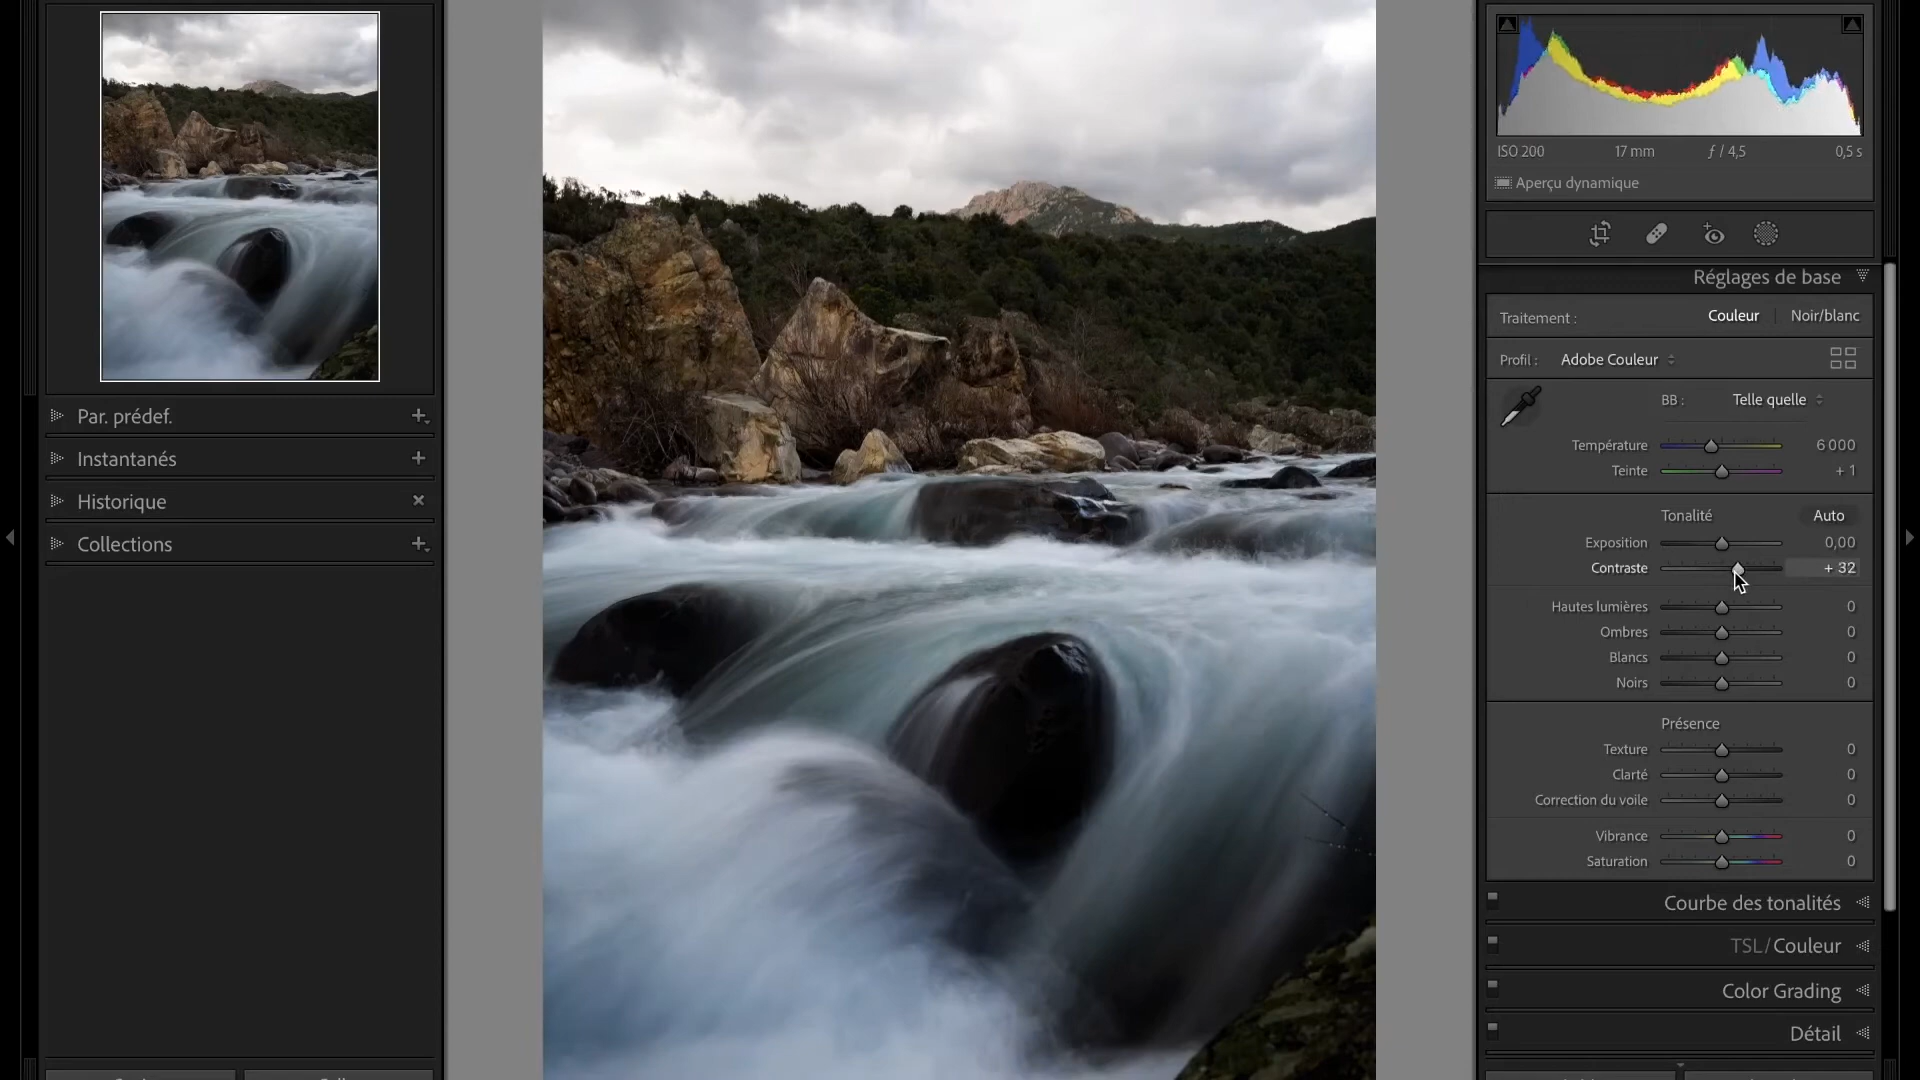 Par. prédef.
Instantanés
Historique
Collections
ISO 200 17 mm ƒ / 4,5 0,5 s
Aperçu dynamique
Réglages de base
Traitement : Couleur Noir/blanc
Profil : Adobe Couleur
BB : Telle quelle
Température 6 000
Teinte + 1
Tonalité Auto
Exposition 0,00
Contraste + 32
Hautes lumières 0
Ombres 0
Blancs 0
Noirs 0
Présence
Texture 0
Clarté 0
Correction du voile 0
Vibrance 0
Saturation 0
Courbe des tonalités
TSL / Couleur
Color Grading
Détail